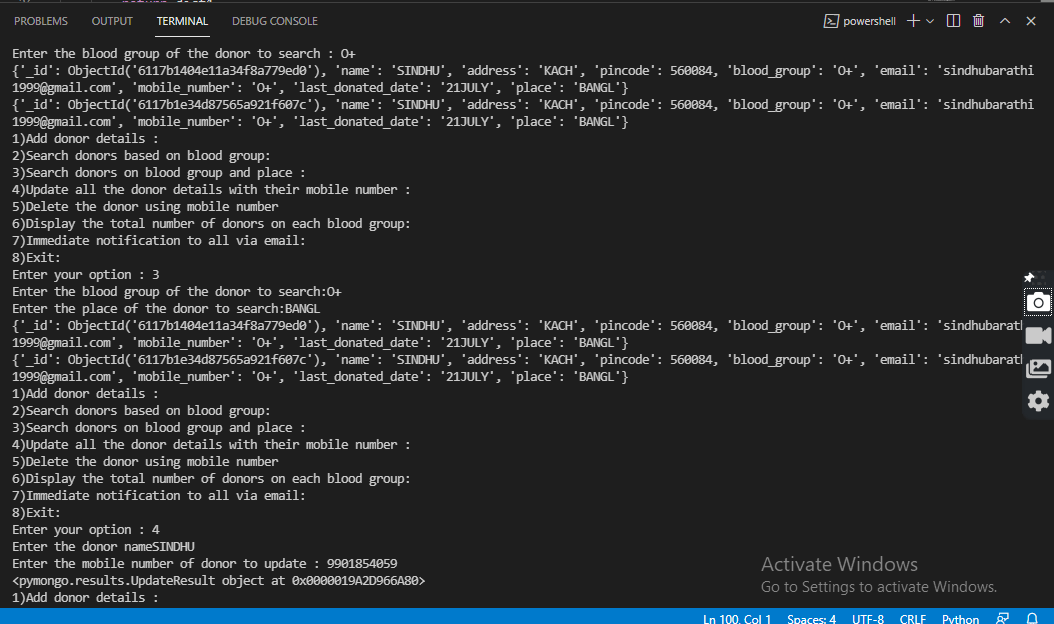 return dosti
PROBLEMS OUTPUT TERMINAL DEBUG CONSOLE powershell
Enter the blood group of the donor to search : O+
{'_id': ObjectId('6117b1404e11a34f8a779ed0'), 'name': 'SINDHU', 'address': 'KACH', 'pincode': 560084, 'blood_group': 'O+', 'email': 'sindhubarathi
1999@gmail.com', 'mobile_number': 'O+', 'last_donated_date': '21JULY', 'place': 'BANGL'}
{'_id': ObjectId('6117b1e34d87565a921f607c'), 'name': 'SINDHU', 'address': 'KACH', 'pincode': 560084, 'blood_group': 'O+', 'email': 'sindhubarathi
1999@gmail.com', 'mobile_number': 'O+', 'last_donated_date': '21JULY', 'place': 'BANGL'}
1)Add donor details :
2)Search donors based on blood group:
3)Search donors on blood group and place :
4)Update all the donor details with their mobile number :
5)Delete the donor using mobile number
6)Display the total number of donors on each blood group:
7)Immediate notification to all via email:
8)Exit:
Enter your option : 3
Enter the blood group of the donor to search:O+
Enter the place of the donor to search:BANGL
{'_id': ObjectId('6117b1404e11a34f8a779ed0'), 'name': 'SINDHU', 'address': 'KACH', 'pincode': 560084, 'blood_group': 'O+', 'email': 'sindhubarat
1999@gmail.com', 'mobile_number': 'O+', 'last_donated_date': '21JULY', 'place': 'BANGL'}
{'_id': ObjectId('6117b1e34d87565a921f607c'), 'name': 'SINDHU', 'address': 'KACH', 'pincode': 560084, 'blood_group': 'O+', 'email': 'sindhubarat
1999@gmail.com', 'mobile_number': 'O+', 'last_donated_date': '21JULY', 'place': 'BANGL'}
1)Add donor details :
2)Search donors based on blood group:
3)Search donors on blood group and place :
4)Update all the donor details with their mobile number :
5)Delete the donor using mobile number
6)Display the total number of donors on each blood group:
7)Immediate notification to all via email:
8)Exit:
Enter your option : 4
Enter the donor nameSINDHU
Enter the mobile number of donor to update : 9901854059
<pymongo.results.UpdateResult object at 0x0000019A2D966A80>
1)Add donor details :
Activate Windows
Go to Settings to activate Windows.
Ln 100, Col 1 Spaces: 4 UTF-8 CRLF Python